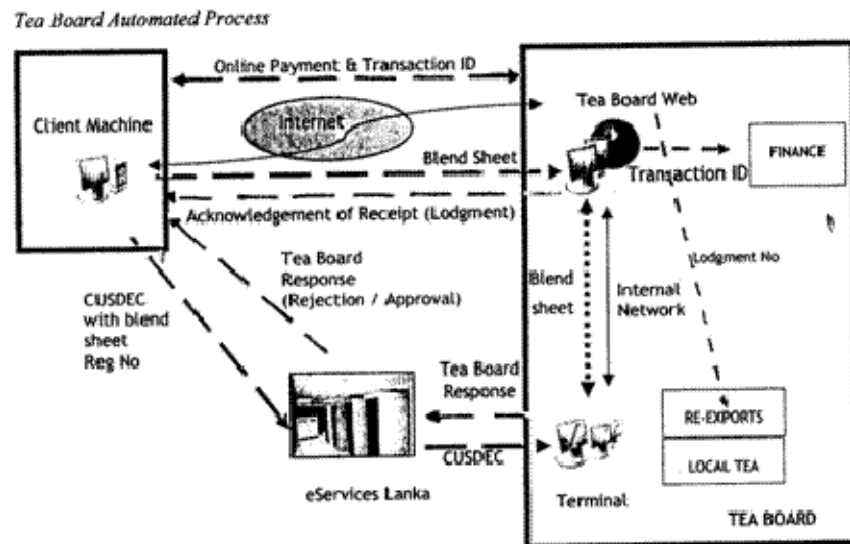 Tea Board Automated Process
Online Payment & Transaction ID
Client Machine
Internet
Tea Board Web
FINANCE
Blend Sheet
Transaction ID
Acknowledgement of Receipt (Lodgment)
Tea Board
Response
(Rejection / Approval)
Lodgment No
Blend
sheet
Internal
Network
CUSDEC
with blend
sheet
Reg No
Tea Board
Response
RE-EXPORTS
CUSDEC
LOCAIL TEA
eServices Lanka
Terminal
TEA BOARD